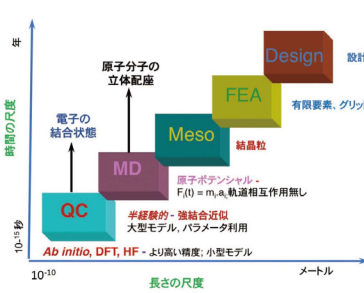 年
Design
設計
原子分子の
立体配座
FEA
有限要素、グリッ
時間の尺度
電子の
結合状態
Meso
結晶粒
MD
原子ポテンシャル -
軌道相互作用無し
QC
半経験的 - 強結合近似
大型モデル, パラメータ利用
10-15 秒
Ab initio, DFT, HF - より高い精度; 小型モデル
10-10
メートル
長さの尺度